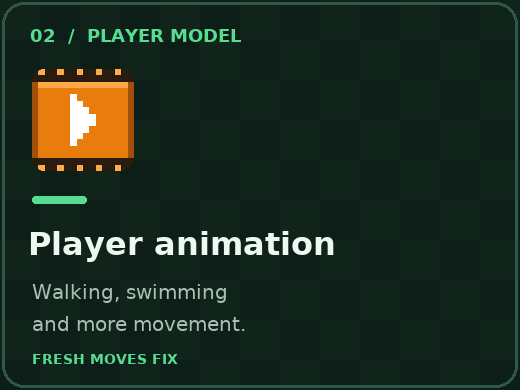 02 / PLAYER MODEL
Player animation
Walking, swimming
and more movement.
FRESH MOVES FIX